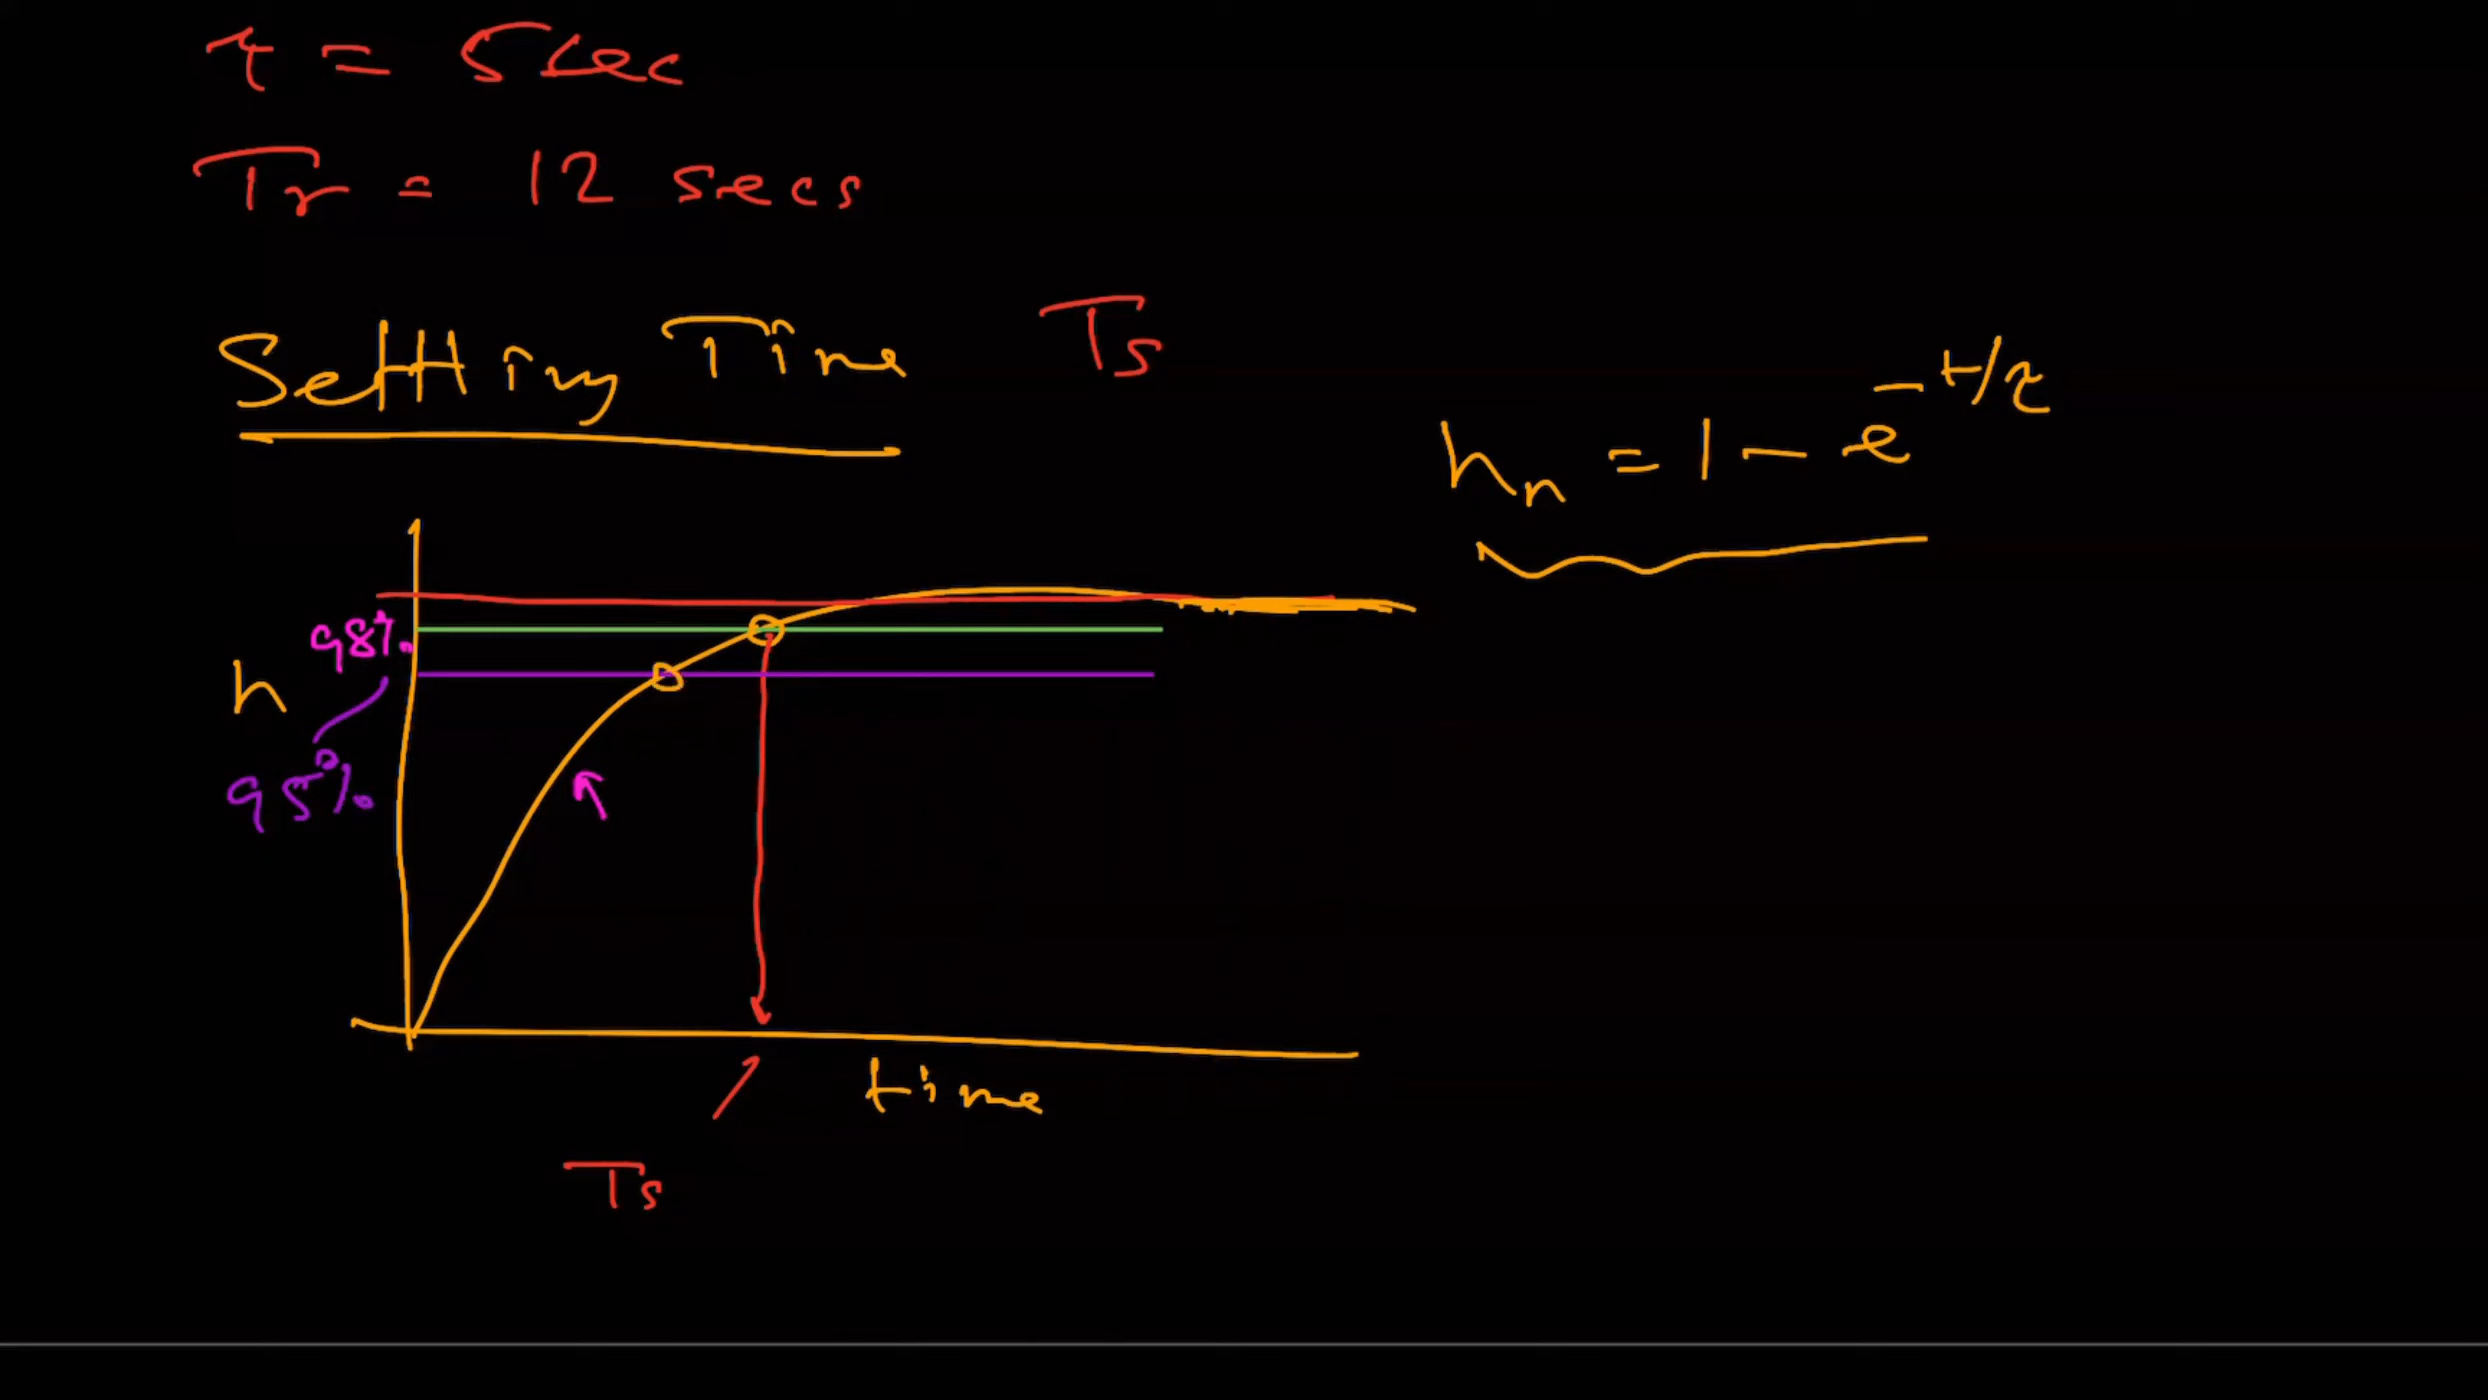 τ = 5 sec
Tr = 12 secs
Settling Time Ts
hn = 1 - e^-t/τ
98%
h
95%
time
Ts